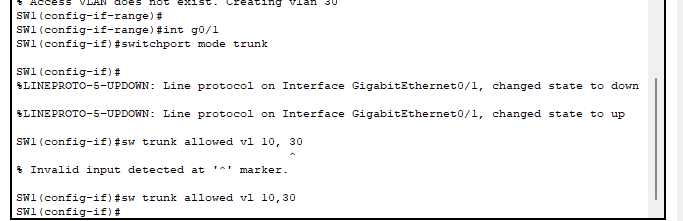 % Access VLAN does not exist. Creating vlan 30
SW1(config-if-range)#
SW1(config-if-range)#int g0/1
SW1(config-if)#switchport mode trunk
SW1(config-if)#
%LINEPROTO-5-UPDOWN: Line protocol on Interface GigabitEthernet0/1, changed state to down
%LINEPROTO-5-UPDOWN: Line protocol on Interface GigabitEthernet0/1, changed state to up
SW1(config-if)#sw trunk allowed vl 10, 30
^
% Invalid input detected at '^' marker.
SW1(config-if)#sw trunk allowed vl 10,30
SW1(config-if)#